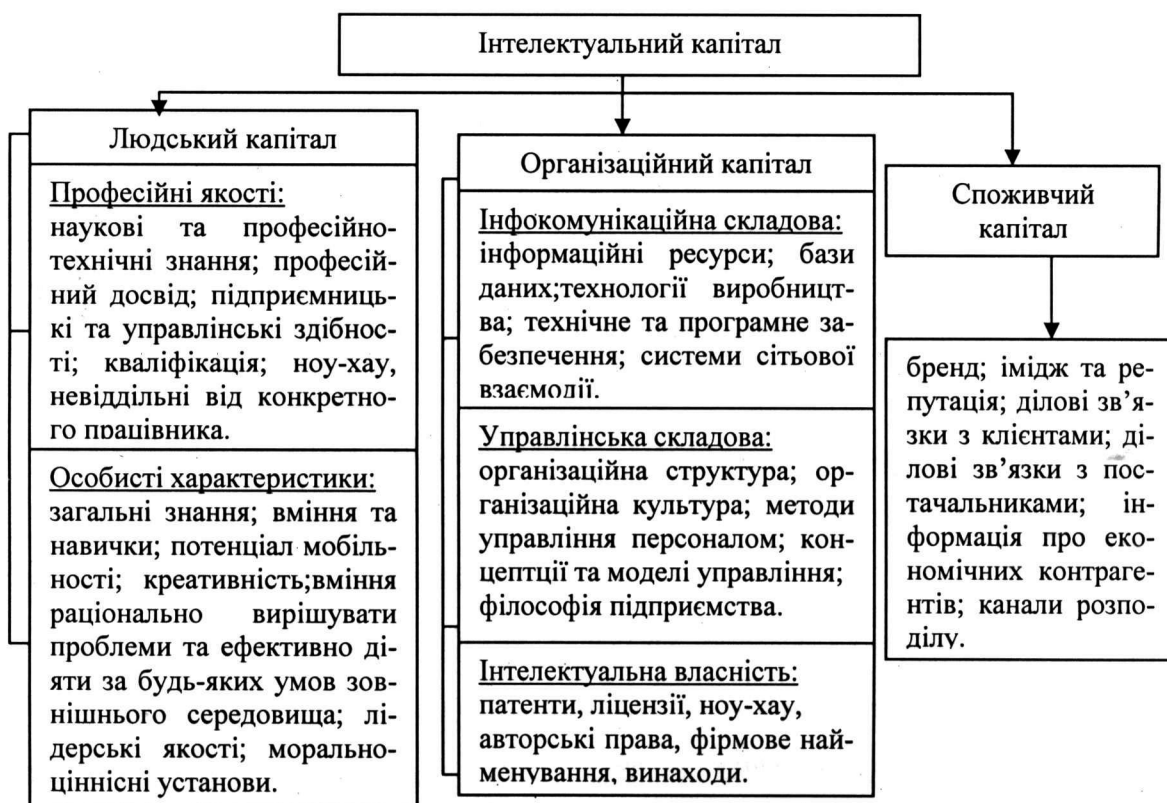 Інтелектуальний капітал
Людський капітал
Професійні якості:
наукові та професійно-
технічні знання; професій-
ний досвід; підприємниць-
кі та управлінські здібнос-
ті; кваліфікація; ноу-хау,
невіддільні від конкретно-
го працівника.
Особисті характеристики:
загальні знання; вміння та
навички; потенціал мобіль-
ності; креативність;вміння
раціонально вирішувати
проблеми та ефективно ді-
яти за будь-яких умов зов-
нішнього середовища; лі-
дерські якості; морально-
ціннісні установи.
Організаційний капітал
Інфокомунікаційна складова:
інформаційні ресурси; бази
даних;технології виробницт-
ва; технічне та програмне за-
безпечення; системи сітьової
взаємодії.
Управлінська складова:
організаційна структура; ор-
ганізаційна культура; методи
управління персоналом; кон-
цептції та моделі управління;
філософія підприємства.
Інтелектуальна власність:
патенти, ліцензії, ноу-хау,
авторські права, фірмове най-
менування, винаходи.
Споживчий
капітал
бренд; імідж та ре-
путація; ділові зв'я-
зки з клієнтами; ді-
лові зв’язки з пос-
тачальниками; ін-
формація про еко-
номічних контраге-
нтів; канали розпо-
ділу.